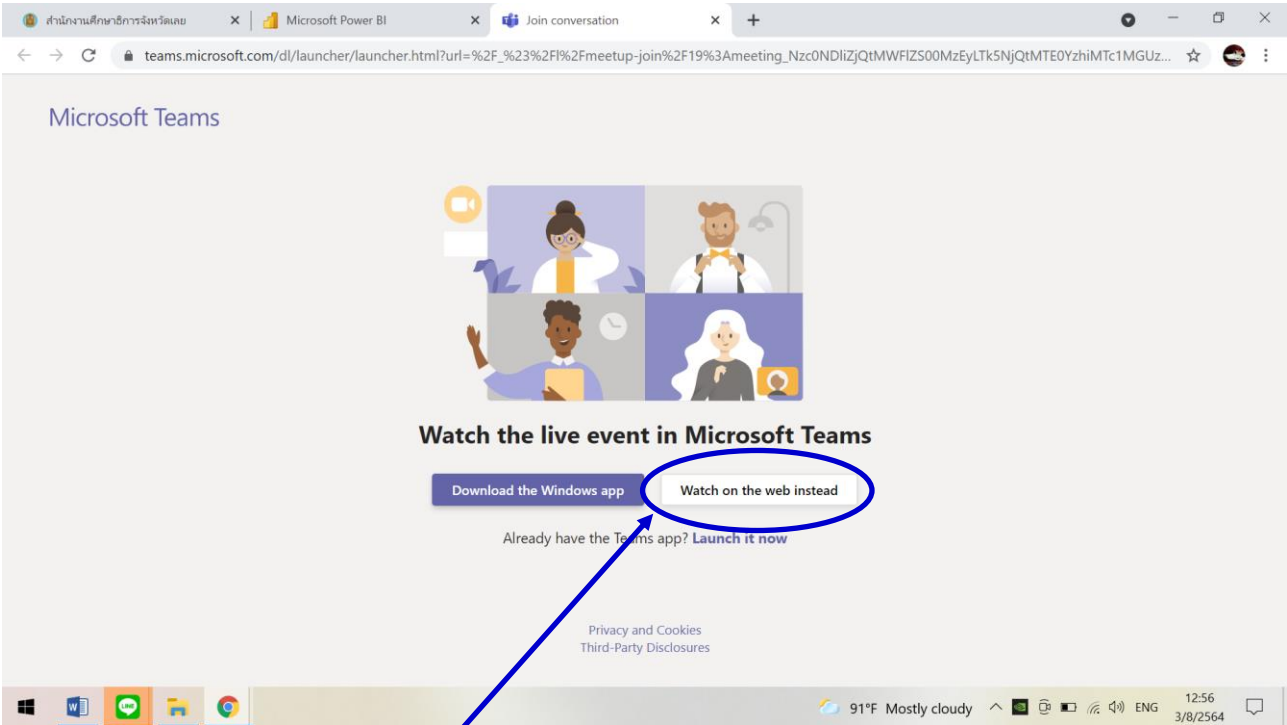 สำนักงานศึกษาธิการจังหวัดเลย
Microsoft Power BI
Join conversation
teams.microsoft.com/dl/launcher/launcher.html?url=%2F_%23%2Fl%2Fmeetup-join%2F19%3Ameeting_Nzc0NDliZjQtMWFlZS00MzEyLTk5NjQtMTE0YzhiMTc1MGUz...
Microsoft Teams
Watch the live event in Microsoft Teams
Download the Windows app
Watch on the web instead
Already have the Teams app? Launch it now
Privacy and Cookies
Third-Party Disclosures
91°F Mostly cloudy
ENG
12:56
3/8/2564